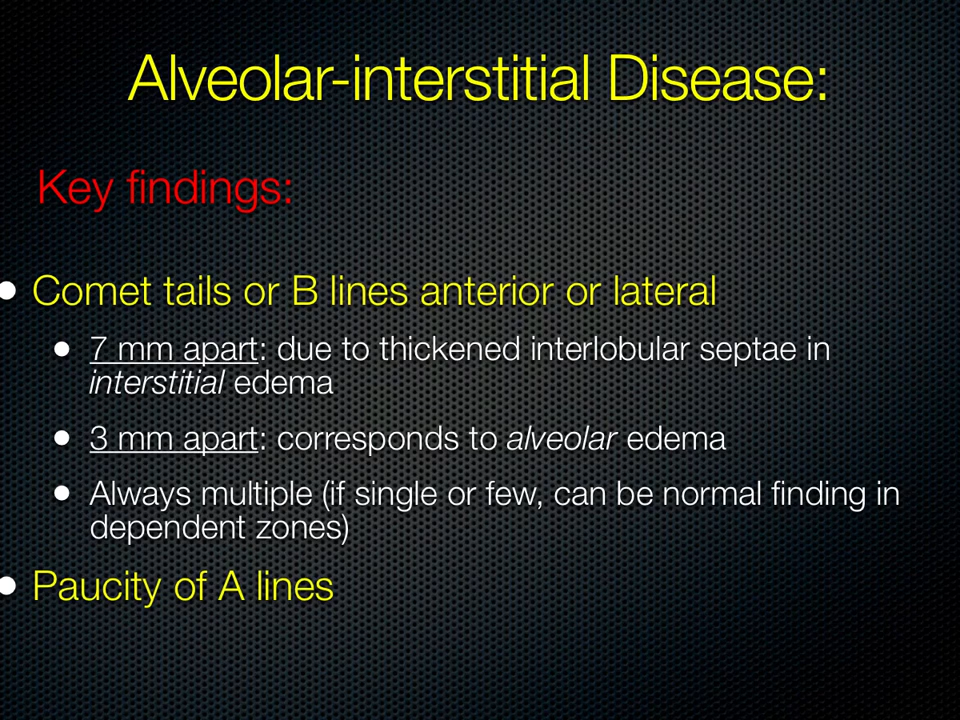 Alveolar-interstitial Disease:
Key findings:
• Comet tails or B lines anterior or lateral
• 7 mm apart: due to thickened interlobular septae in
interstitial edema
• 3 mm apart: corresponds to alveolar edema
• Always multiple (if single or few, can be normal finding in
dependent zones)
• Paucity of A lines